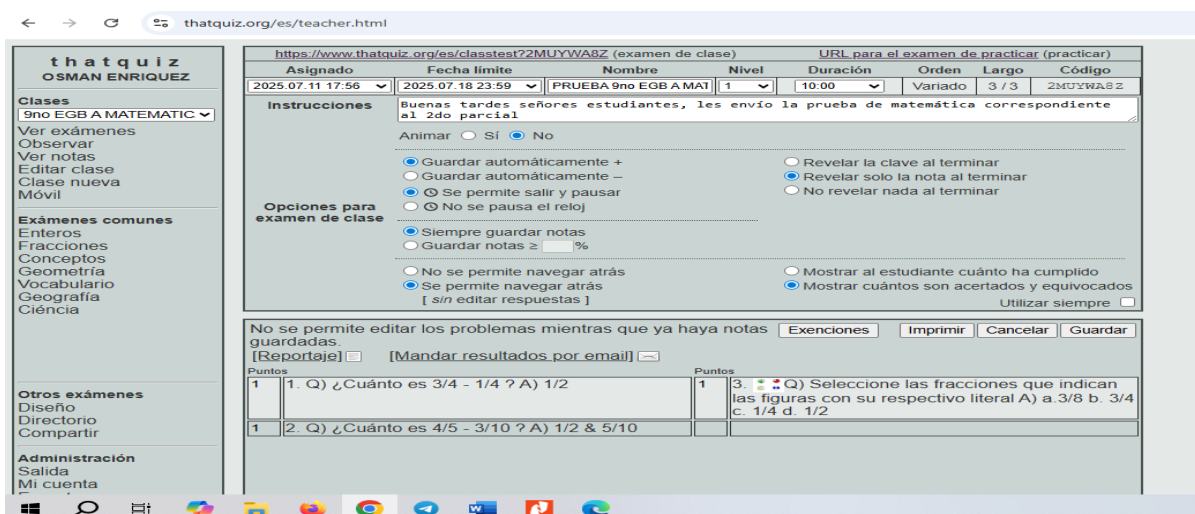 thatquiz.org/es/teacher.html
thatquiz
OSMAN ENRIQUEZ
Clases
9no EGB A MATEMATIC
Ver exámenes
Observar
Ver notas
Editar clase
Clase nueva
Móvil
Exámenes comunes
Enteros
Fracciones
Conceptos
Geometría
Vocabulario
Geografía
Ciéncia
Otros exámenes
Diseño
Directorio
Compartir
Administración
Salida
Mi cuenta
https://www.thatquiz.org/es/classtest?2MUYWA8Z (examen de clase) URL para el examen de practicar (practicar)
Asignado Fecha límite Nombre Nivel Duración Orden Largo Código
2025.07.11 17:56 2025.07.18 23:59 PRUEBA 9no EGB A MAT 1 10:00 Variado 3 / 3 2MUYWA8Z
Instrucciones Buenas tardes señores estudiantes, les envío la prueba de matemática correspondiente
al 2do parcial
Animar Sí No
Opciones para
examen de clase
Guardar automáticamente + Revelar la clave al terminar
Guardar automáticamente – Revelar solo la nota al terminar
Se permite salir y pausar No revelar nada al terminar
No se pausa el reloj
Siempre guardar notas
Guardar notas ≥ %
No se permite navegar atrás Mostrar al estudiante cuánto ha cumplido
Se permite navegar atrás Mostrar cuántos son acertados y equivocados
[ sin editar respuestas ] Utilizar siempre
No se permite editar los problemas mientras que ya haya notas
guardadas.
Exenciones Imprimir Cancelar Guardar
[Reportaje] [Mandar resultados por email]
Puntos Puntos
1 1. Q) ¿Cuánto es 3/4 - 1/4 ? A) 1/2
1 3. Q) Seleccione las fracciones que indican
las figuras con su respectivo literal A) a.3/8 b. 3/4
c. 1/4 d. 1/2
1 2. Q) ¿Cuánto es 4/5 - 3/10 ? A) 1/2 & 5/10